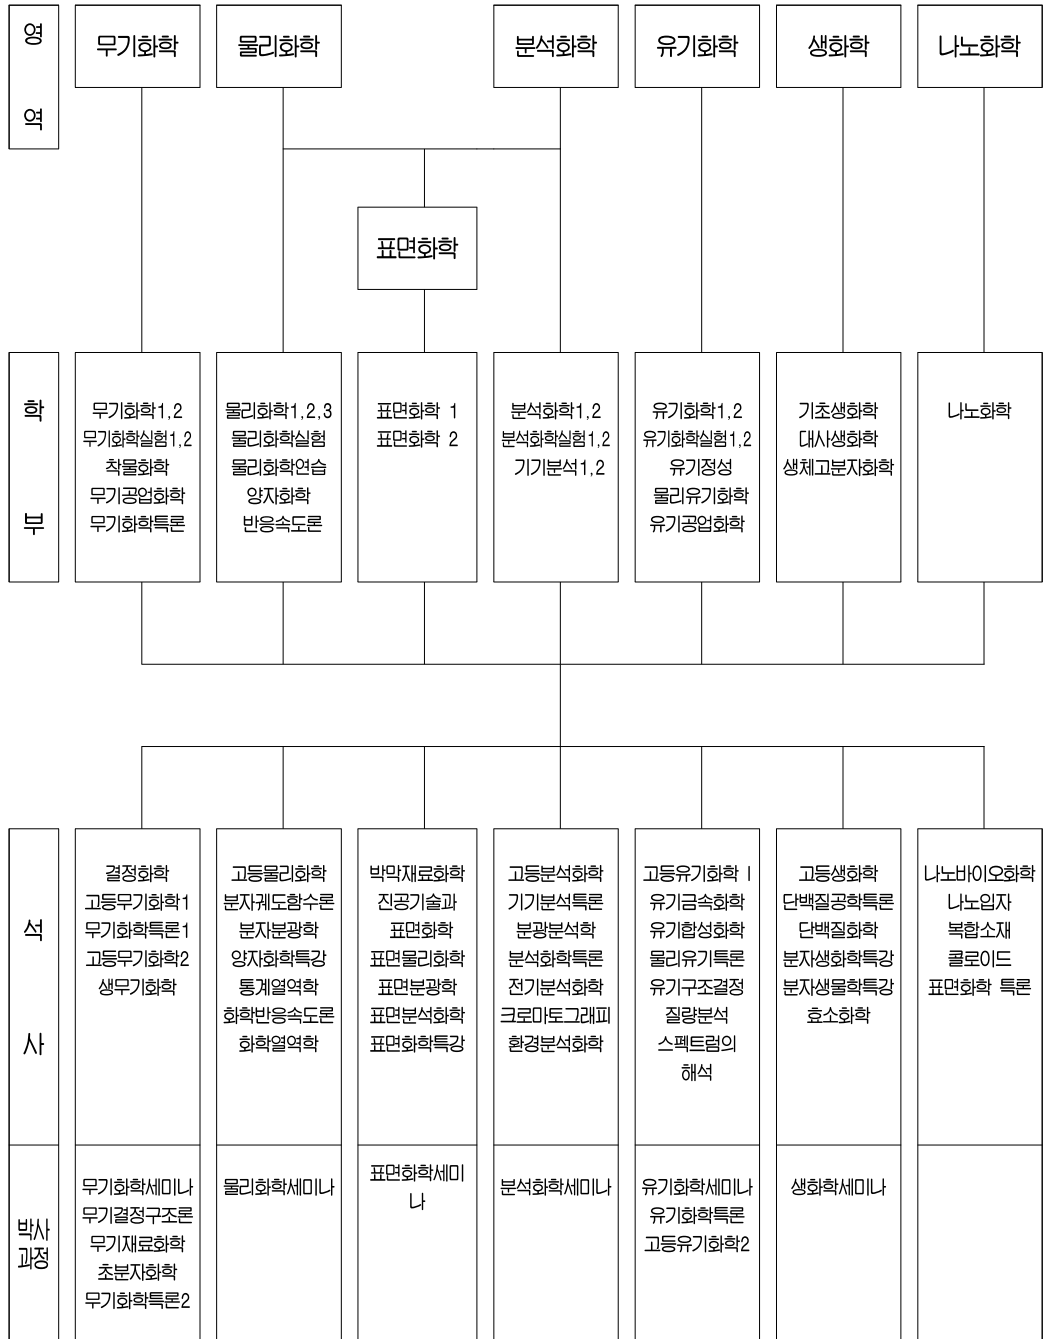 영
역
무기화학
물리화학
분석화학
유기화학
생화학
나노화학
표면화학
학
부
무기화학1,2
무기화학실험1,2
착물화학
무기공업화학
무기화학특론
물리화학1,2,3
물리화학실험
물리화학연습
양자화학
반응속도론
표면화학 1
표면화학 2
분석화학1,2
분석화학실험1,2
기기분석1,2
유기화학1,2
유기화학실험1,2
유기정성
물리유기화학
유기공업화학
기초생화학
대사생화학
생체고분자화학
나노화학
석
사
결정화학
고등무기화학1
무기화학특론1
고등무기화학2
생무기화학
고등물리화학
분자궤도함수론
분자분광학
양자화학특강
통계열역학
화학반응속도론
화학열역학
박막재료화학
진공기술과
표면화학
표면물리화학
표면분광학
표면분석화학
표면화학특강
고등분석화학
기기분석특론
분광분석학
분석화학특론
전기분석화학
크로마토그래피
환경분석화학
고등유기화학 I
유기금속화학
유기합성화학
물리유기특론
유기구조결정
질량분석
스펙트럼의
해석
고등생화학
단백질공학특론
단백질화학
분자생화학특강
분자생물학특강
효소화학
나노바이오화학
나노입자
복합소재
콜로이드
표면화학 특론
박사
과정
무기화학세미나
무기결정구조론
무기재료화학
초분자화학
무기화학특론2
물리화학세미나
표면화학세미
나
분석화학세미나
유기화학세미나
유기화학특론
고등유기화학2
생화학세미나